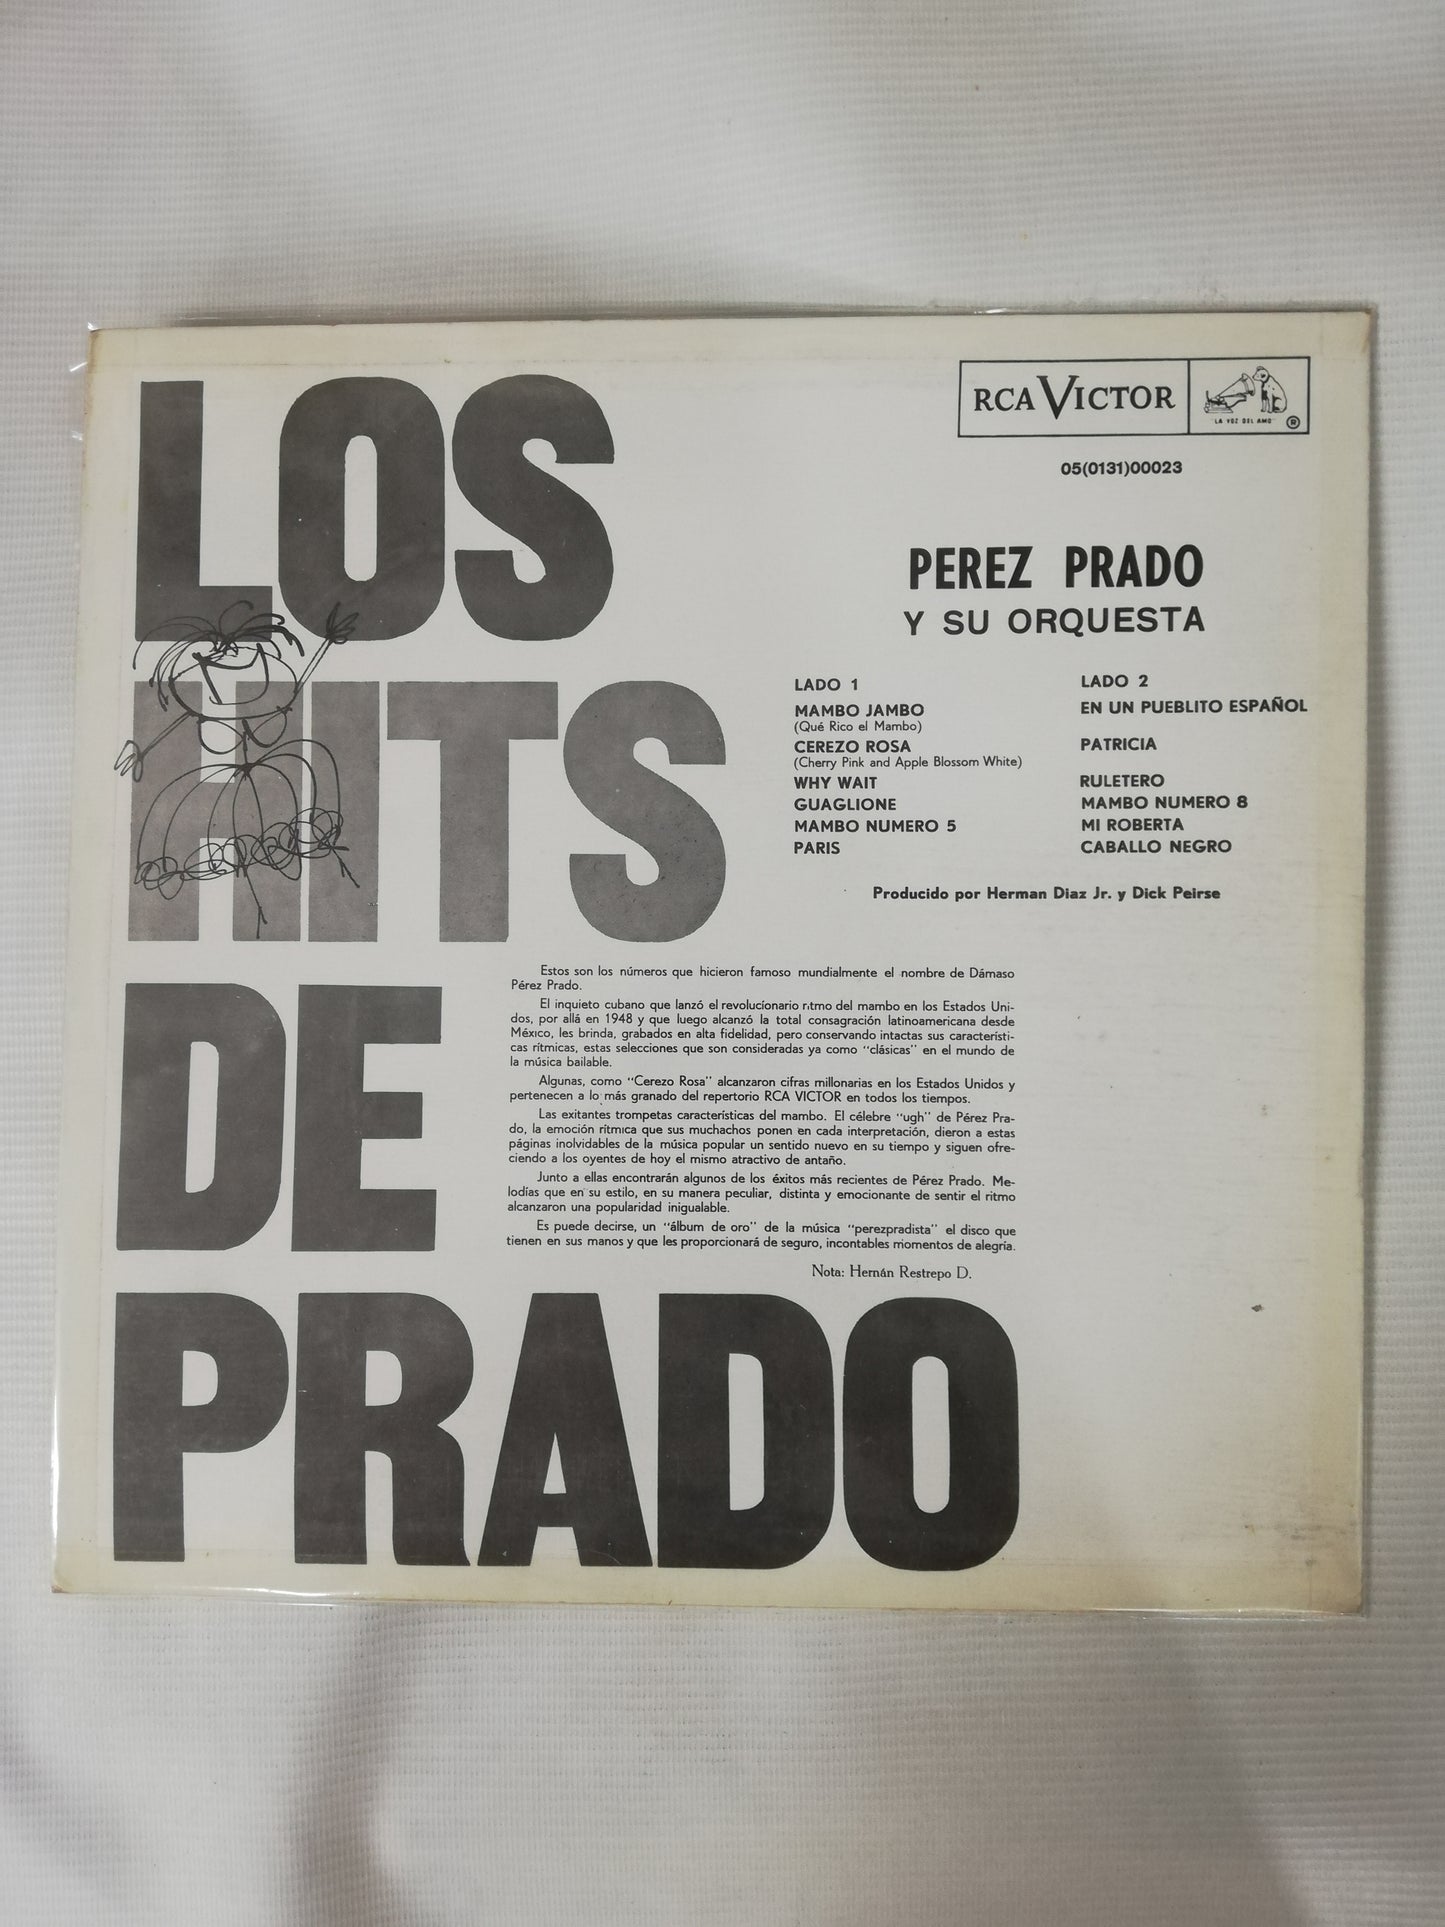 LOS
HITS
DE
PRADO
RCA VICTOR
"LA VOZ DEL AMO" ®
05(0131)00023
PEREZ PRADO
Y SU ORQUESTA
LADO 1
MAMBO JAMBO
(Qué Rico el Mambo)
CEREZO ROSA
(Cherry Pink and Apple Blossom White)
WHY WAIT
GUAGLIONE
MAMBO NUMERO 5
PARIS
LADO 2
EN UN PUEBLITO ESPAÑOL
PATRICIA
RULETERO
MAMBO NUMERO 8
MI ROBERTA
CABALLO NEGRO
Producido por Herman Diaz Jr. y Dick Peirse
Estos son los números que hicieron famoso mundialmente el nombre de Dámaso
Pérez Prado.
El inquieto cubano que lanzó el revolucíonario ritmo del mambo en los Estados Uni-
dos, por allá en 1948 y que luego alcanzó la total consagración latinoamericana desde
México, les brinda, grabados en alta fidelidad, pero conservando intactas sus característi-
cas rítmicas, estas selecciones que son consideradas ya como "clásicas" en el mundo de
la música bailable.
Algunas, como "Cerezo Rosa" alcanzaron cifras millonarias en los Estados Unidos y
pertenecen a lo más granado del repertorio RCA VICTOR en todos los tiempos.
Las exitantes trompetas características del mambo. El célebre "ugh" de Pérez Pra-
do, la emoción rítmica que sus muchachos ponen en cada interpretación, dieron a estas
páginas inolvidables de la música popular un sentido nuevo en su tiempo y siguen ofre-
ciendo a los oyentes de hoy el mismo atractivo de antaño.
Junto a ellas encontrarán algunos de los éxitos más recientes de Pérez Prado. Me-
lodías que en su estilo, en su manera peculiar, distinta y emocionante de sentir el ritmo
alcanzaron una popularidad inigualable.
Es puede decirse, un "álbum de oro" de la música "perezpradista" el disco que
tienen en sus manos y que les proporcionará de seguro, incontables momentos de alegría.
Nota: Hernán Restrepo D.